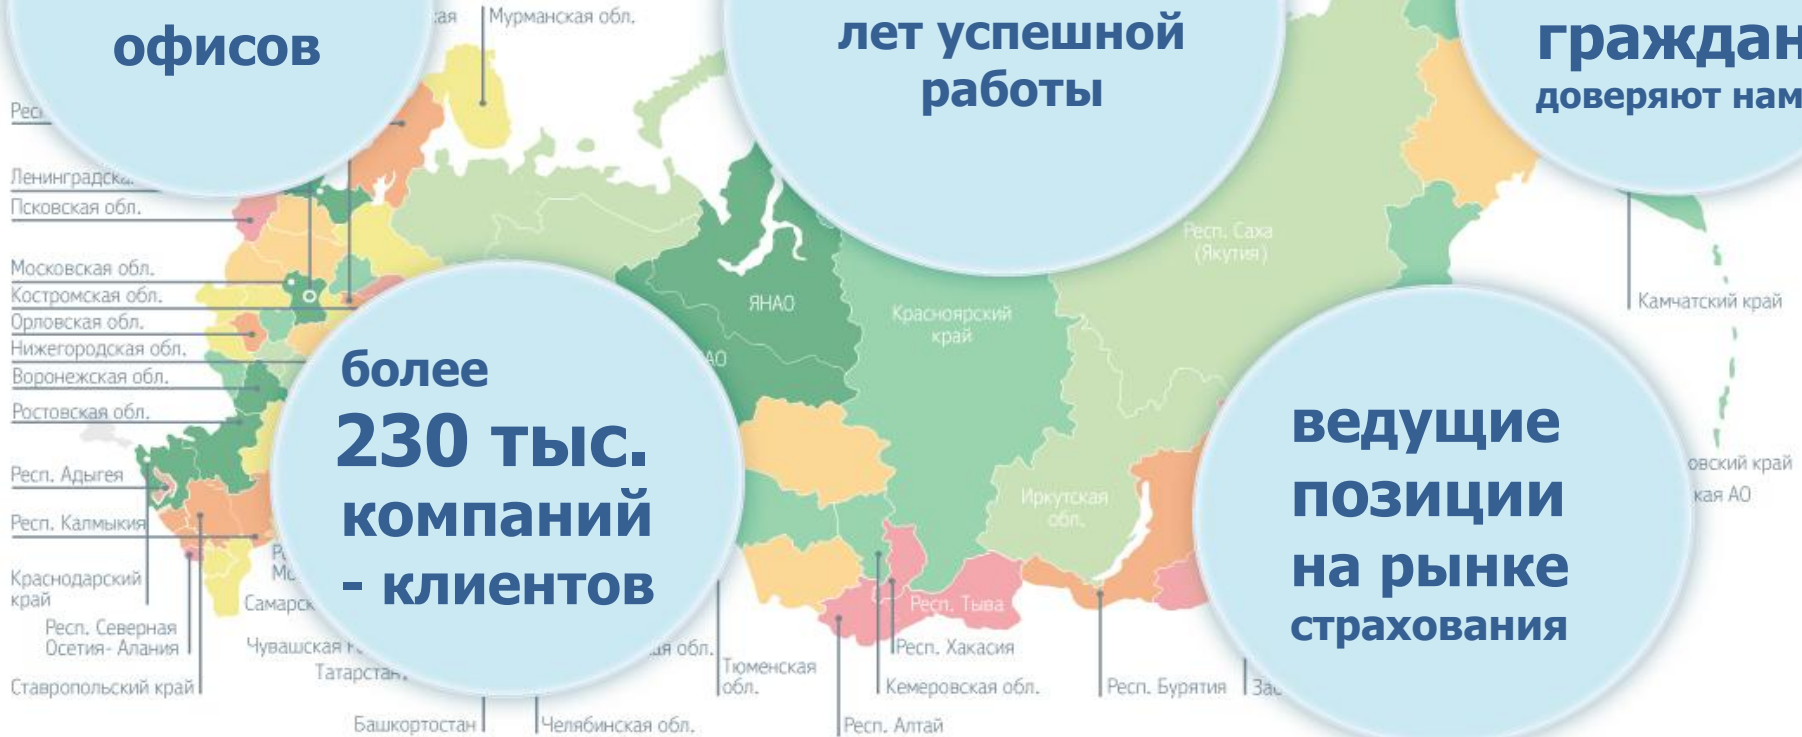 офисов
лет успешной
работы
граждан
доверяют нам
Мурманская обл.
Псковская обл.
Московская обл.
Костромская обл.
Орловская обл.
Нижегородская обл.
Воронежская обл.
Ростовская обл.
Респ. Адыгея
Респ. Калмыкия
Краснодарский
край
Респ. Северная
Осетия- Алания
Ставропольский край
более
230 тыс.
компаний
- клиентов
ЯНАО
Красноярский
край
Респ. Саха
(Якутия)
Иркутская
обл.
Респ. Тыва
Камчатский край
край
АО
ведущие
позиции
на рынке
страхования
обл.
Тюменская
обл.
Респ. Хакасия
Кемеровская обл.
Респ. Бурятия
Чувашская
Башкортостан
Челябинская обл.
Респ. Алтай